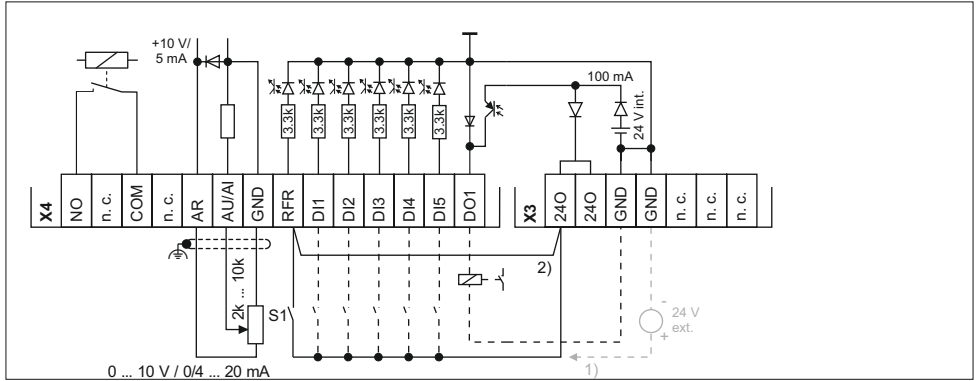 +10 V/
5 mA
100 mA
3.3k
3.3k
3.3k
3.3k
3.3k
3.3k
24 V int.
X4
NO
n. c.
COM
n. c.
AR
AU/AI
GND
RFR
DI1
DI2
DI3
DI4
DI5
DO1
X3
24O
24O
GND
GND
n. c.
n. c.
n. c.
2)
2k ... 10k
S1
-
24 V
ext.
+
1)
0 ... 10 V / 0/4 ... 20 mA